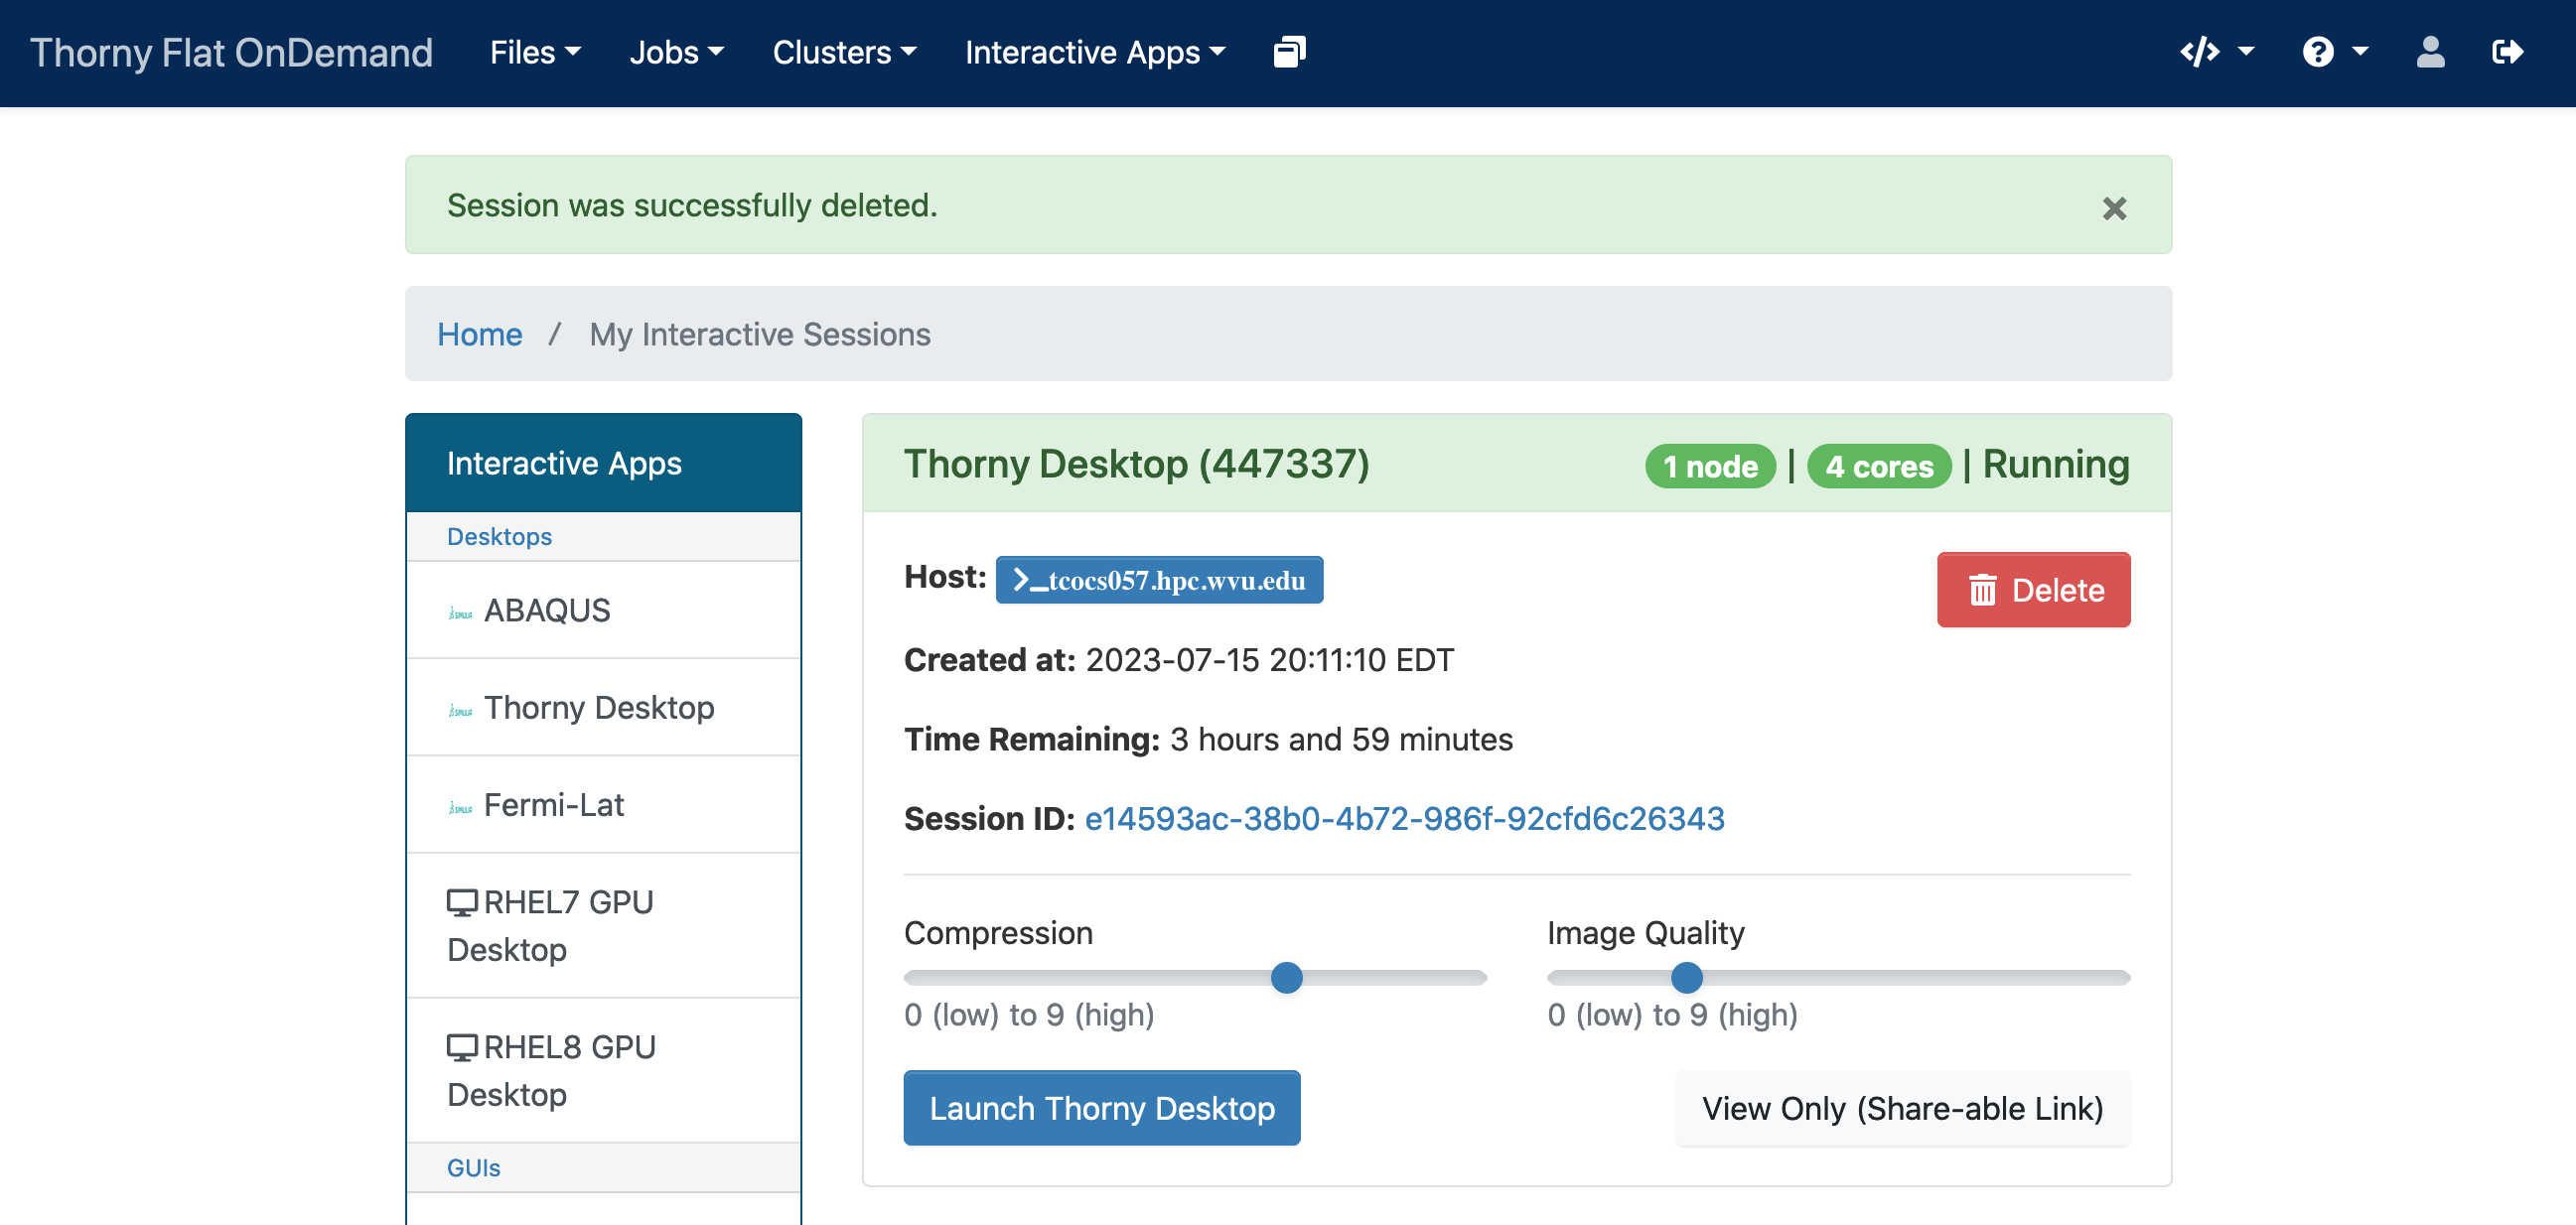 Thorny Flat OnDemand Files Jobs Clusters Interactive Apps
Session was successfully deleted.
Home / My Interactive Sessions
Interactive Apps
Desktops
ABAQUS
Thorny Desktop
Fermi-Lat
RHEL7 GPU
Desktop
RHEL8 GPU
Desktop
GUIs
Thorny Desktop (447337) 1 node | 4 cores | Running
Host: >_tcocs057.hpc.wvu.edu
Delete
Created at: 2023-07-15 20:11:10 EDT
Time Remaining: 3 hours and 59 minutes
Session ID: e14593ac-38b0-4b72-986f-92cfd6c26343
Compression
0 (low) to 9 (high)
Image Quality
0 (low) to 9 (high)
Launch Thorny Desktop
View Only (Share-able Link)